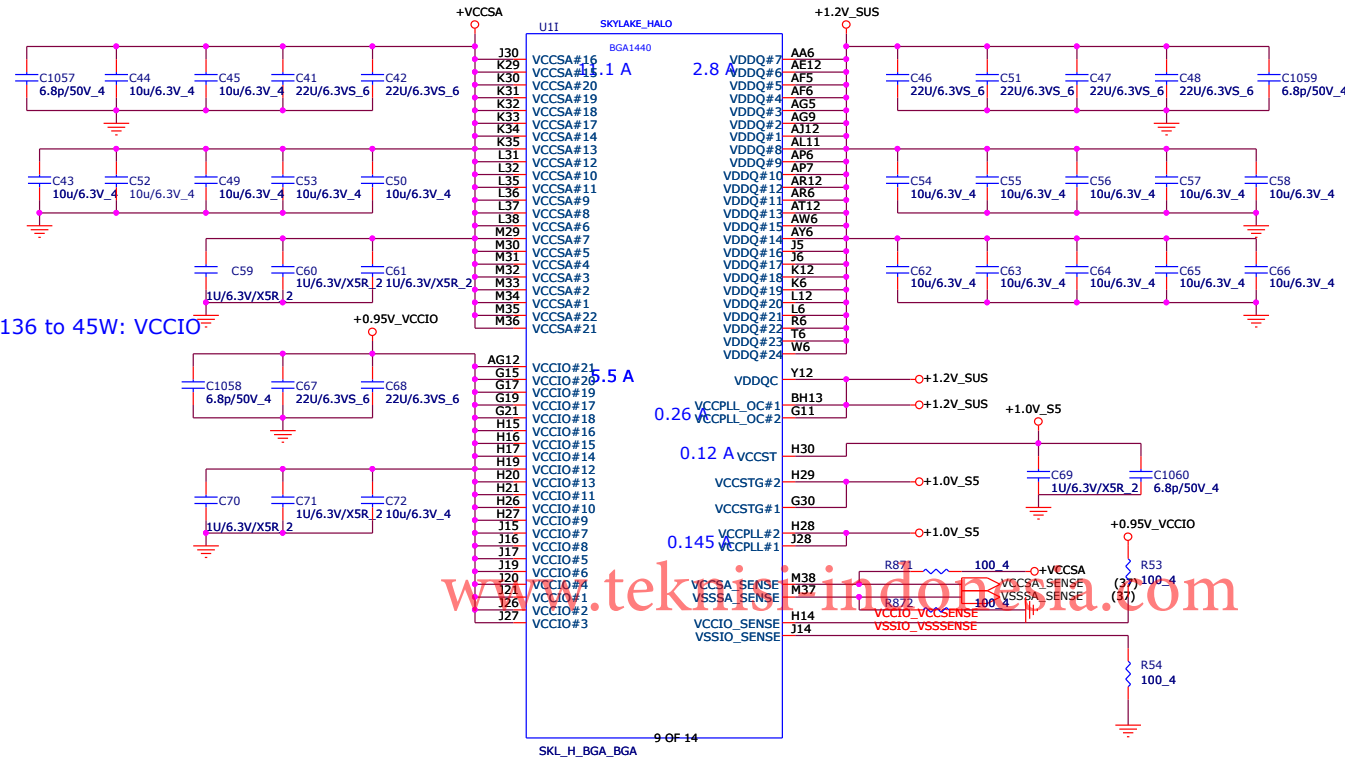 +VCCSA
U1I
SKYLAKE_HALO
+1.2V_SUS
BGA1440
11.1 A
2.8 A
C1057
6.8p/50V_4
C44
10u/6.3V_4
C45
10u/6.3V_4
C41
22U/6.3VS_6
C42
22U/6.3VS_6
C43
10u/6.3V_4
C52
10u/6.3V_4
C49
10u/6.3V_4
C53
10u/6.3V_4
C50
10u/6.3V_4
C59
1U/6.3V/X5R_2
C60
1U/6.3V/X5R_2
C61
1U/6.3V/X5R_2
136 to 45W: VCCIO
+0.95V_VCCIO
C1058
6.8p/50V_4
C67
22U/6.3VS_6
C68
22U/6.3VS_6
C70
1U/6.3V/X5R_2
C71
1U/6.3V/X5R_2
C72
10u/6.3V_4
J30 VCCSA#16
K29 VCCSA#15
K30 VCCSA#20
K31 VCCSA#19
K32 VCCSA#18
K33 VCCSA#17
K34 VCCSA#14
K35 VCCSA#13
L31 VCCSA#12
L32 VCCSA#10
L35 VCCSA#11
L36 VCCSA#9
L37 VCCSA#8
L38 VCCSA#6
M29 VCCSA#7
M30 VCCSA#5
M31 VCCSA#4
M32 VCCSA#3
M33 VCCSA#2
M34 VCCSA#1
M35 VCCSA#22
M36 VCCSA#21
5.5 A
AG12 VCCIO#21
G15 VCCIO#20
G17 VCCIO#19
G19 VCCIO#17
G21 VCCIO#18
H15 VCCIO#16
H16 VCCIO#15
H17 VCCIO#14
H19 VCCIO#12
H20 VCCIO#13
H21 VCCIO#11
H26 VCCIO#10
H27 VCCIO#9
J15 VCCIO#7
J16 VCCIO#8
J17 VCCIO#5
J19 VCCIO#6
J20 VCCIO#4
J21 VCCIO#1
J26 VCCIO#2
J27 VCCIO#3
VDDQ#7 AA6
VDDQ#6 AE12
VDDQ#5 AF5
VDDQ#4 AF6
VDDQ#3 AG5
VDDQ#2 AG9
VDDQ#1 AJ12
VDDQ#8 AL11
VDDQ#9 AP6
VDDQ#10 AP7
VDDQ#12 AR12
VDDQ#11 AR6
VDDQ#13 AT12
VDDQ#15 AW6
VDDQ#14 AY6
VDDQ#16 J5
VDDQ#17 J6
VDDQ#18 K12
VDDQ#19 K6
VDDQ#20 L12
VDDQ#21 L6
VDDQ#22 R6
VDDQ#23 T6
VDDQ#24 W6
VDDQC Y12
+1.2V_SUS
0.26 A
VCCPLL_OC#1 BH13
VCCPLL_OC#2 G11
+1.2V_SUS
0.12 A
VCCST H30
VCCSTG#2 H29
+1.0V_S5
VCCSTG#1 G30
0.145 A
VCCPLL#2 H28
+1.0V_S5
VCCPLL#1 J28
VCCSA_SENSE M38
VSSSA_SENSE M37
VCCIO_SENSE H14
VSSIO_SENSE J14
C46
22U/6.3VS_6
C51
22U/6.3VS_6
C47
22U/6.3VS_6
C48
22U/6.3VS_6
C1059
6.8p/50V_4
C54
10u/6.3V_4
C55
10u/6.3V_4
C56
10u/6.3V_4
C57
10u/6.3V_4
C58
10u/6.3V_4
C62
10u/6.3V_4
C63
10u/6.3V_4
C64
10u/6.3V_4
C65
10u/6.3V_4
C66
10u/6.3V_4
+1.0V_S5
C69
1U/6.3V/X5R_2
C1060
6.8p/50V_4
+0.95V_VCCIO
R871 100_4
+VCCSA
R53
100_4
VCCSA_SENSE (37)
VSSSA_SENSE (37)
R872 100_4
VCCIO_VCCSENSE
VSSIO_VSSSENSE
R54
100_4
www.teknisi-indonesia.com
9 OF 14
SKL_H_BGA_BGA